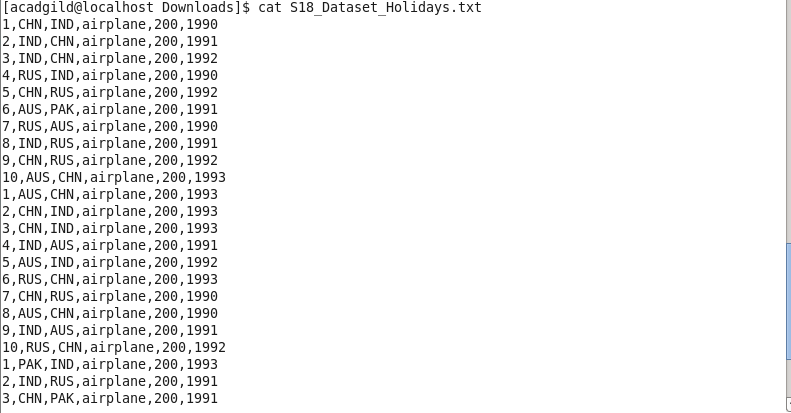 [acadgild@localhost Downloads]$ cat S18_Dataset_Holidays.txt
1,CHN,IND,airplane,200,1990
2,IND,CHN,airplane,200,1991
3,IND,CHN,airplane,200,1992
4,RUS,IND,airplane,200,1990
5,CHN,RUS,airplane,200,1992
6,AUS,PAK,airplane,200,1991
7,RUS,AUS,airplane,200,1990
8,IND,RUS,airplane,200,1991
9,CHN,RUS,airplane,200,1992
10,AUS,CHN,airplane,200,1993
1,AUS,CHN,airplane,200,1993
2,CHN,IND,airplane,200,1993
3,CHN,IND,airplane,200,1993
4,IND,AUS,airplane,200,1991
5,AUS,IND,airplane,200,1992
6,RUS,CHN,airplane,200,1993
7,CHN,RUS,airplane,200,1990
8,AUS,CHN,airplane,200,1990
9,IND,AUS,airplane,200,1991
10,RUS,CHN,airplane,200,1992
1,PAK,IND,airplane,200,1993
2,IND,RUS,airplane,200,1991
3,CHN,PAK,airplane,200,1991